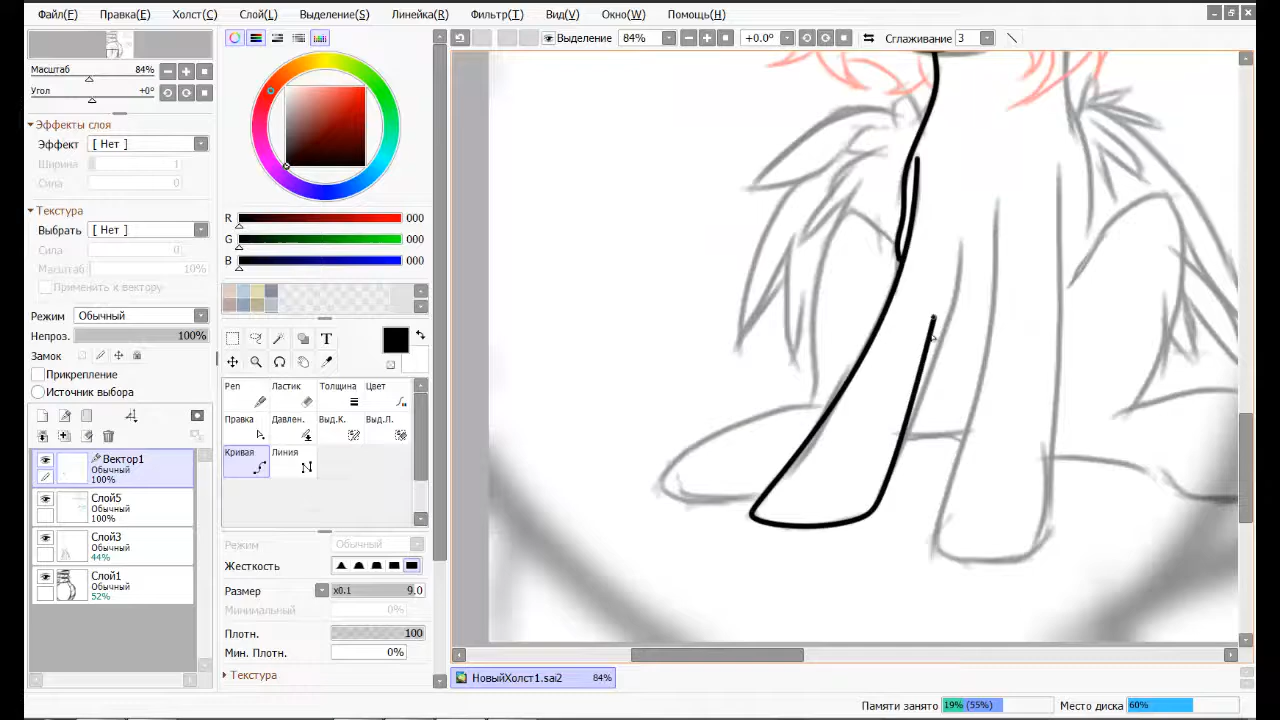 Файл(F) Правка(E) Холст(C) Слой(L) Выделение(S) Линейка(R) Фильтр(T) Вид(V) Окно(W) Помощь(H)
Выделение 84% +0.0° Сглаживание 3
Масштаб 84%
Угол +0°
Эффекты слоя
Эффект [ Нет ]
Ширина 1
Сила 0
Текстура
Выбрать [ Нет ]
Сила 0
Масштаб 10%
Применить к вектору
Режим Обычный
Непроз. 100%
Замок
Прикрепление
Источник выбора
Вектор1
Обычный
100%
Слой5
Обычный
100%
Слой3
Обычный
44%
Слой1
Обычный
52%
R 000
G 000
B 000
T
Pen Ластик Толщина Цвет
Правка Давлен. Выд.К. Выд.Л.
Кривая Линия
Режим Обычный
Жесткость
Размер x0.1 9.0
Минимальный 0%
Плотн. 100
Мин. Плотн. 0%
Текстура
НовыйХолст1.sai2 84%
Памяти занято 19% (55%) Место диска 60%